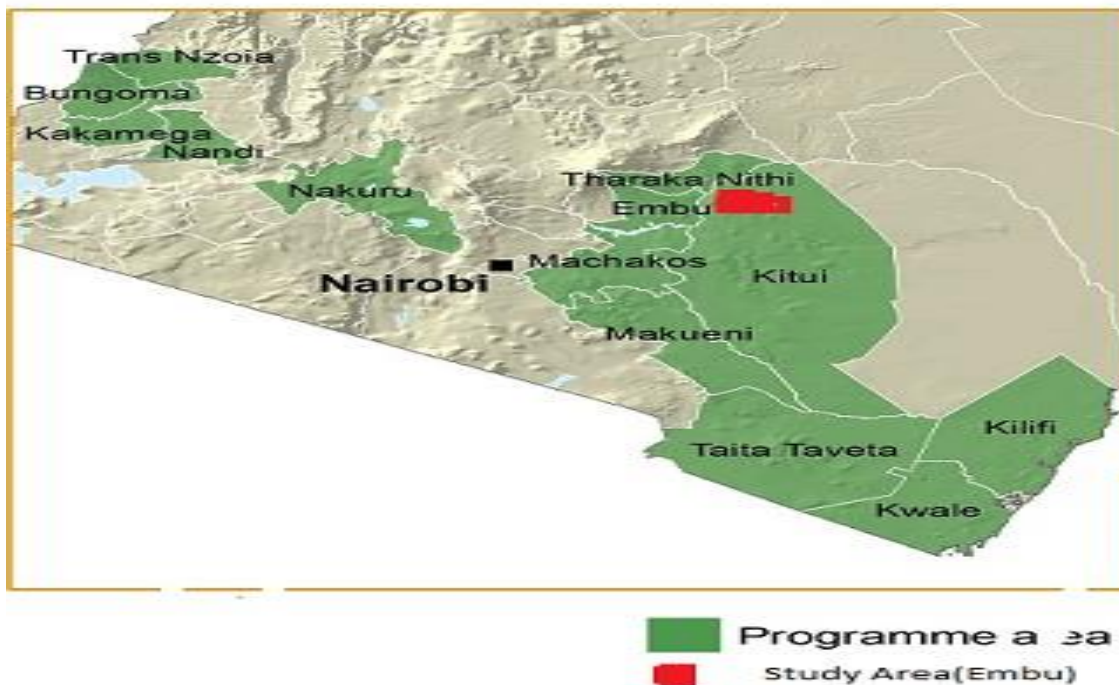 Trans Nzoia
Bungoma
Kakamega
Nandi
Nakuru
Tharaka Nithi
Embu
Machakos
Nairobi
Kitui
Makueni
Taita Taveta
Kilifi
Kwale
Programme a ea
Study Area(Embu)